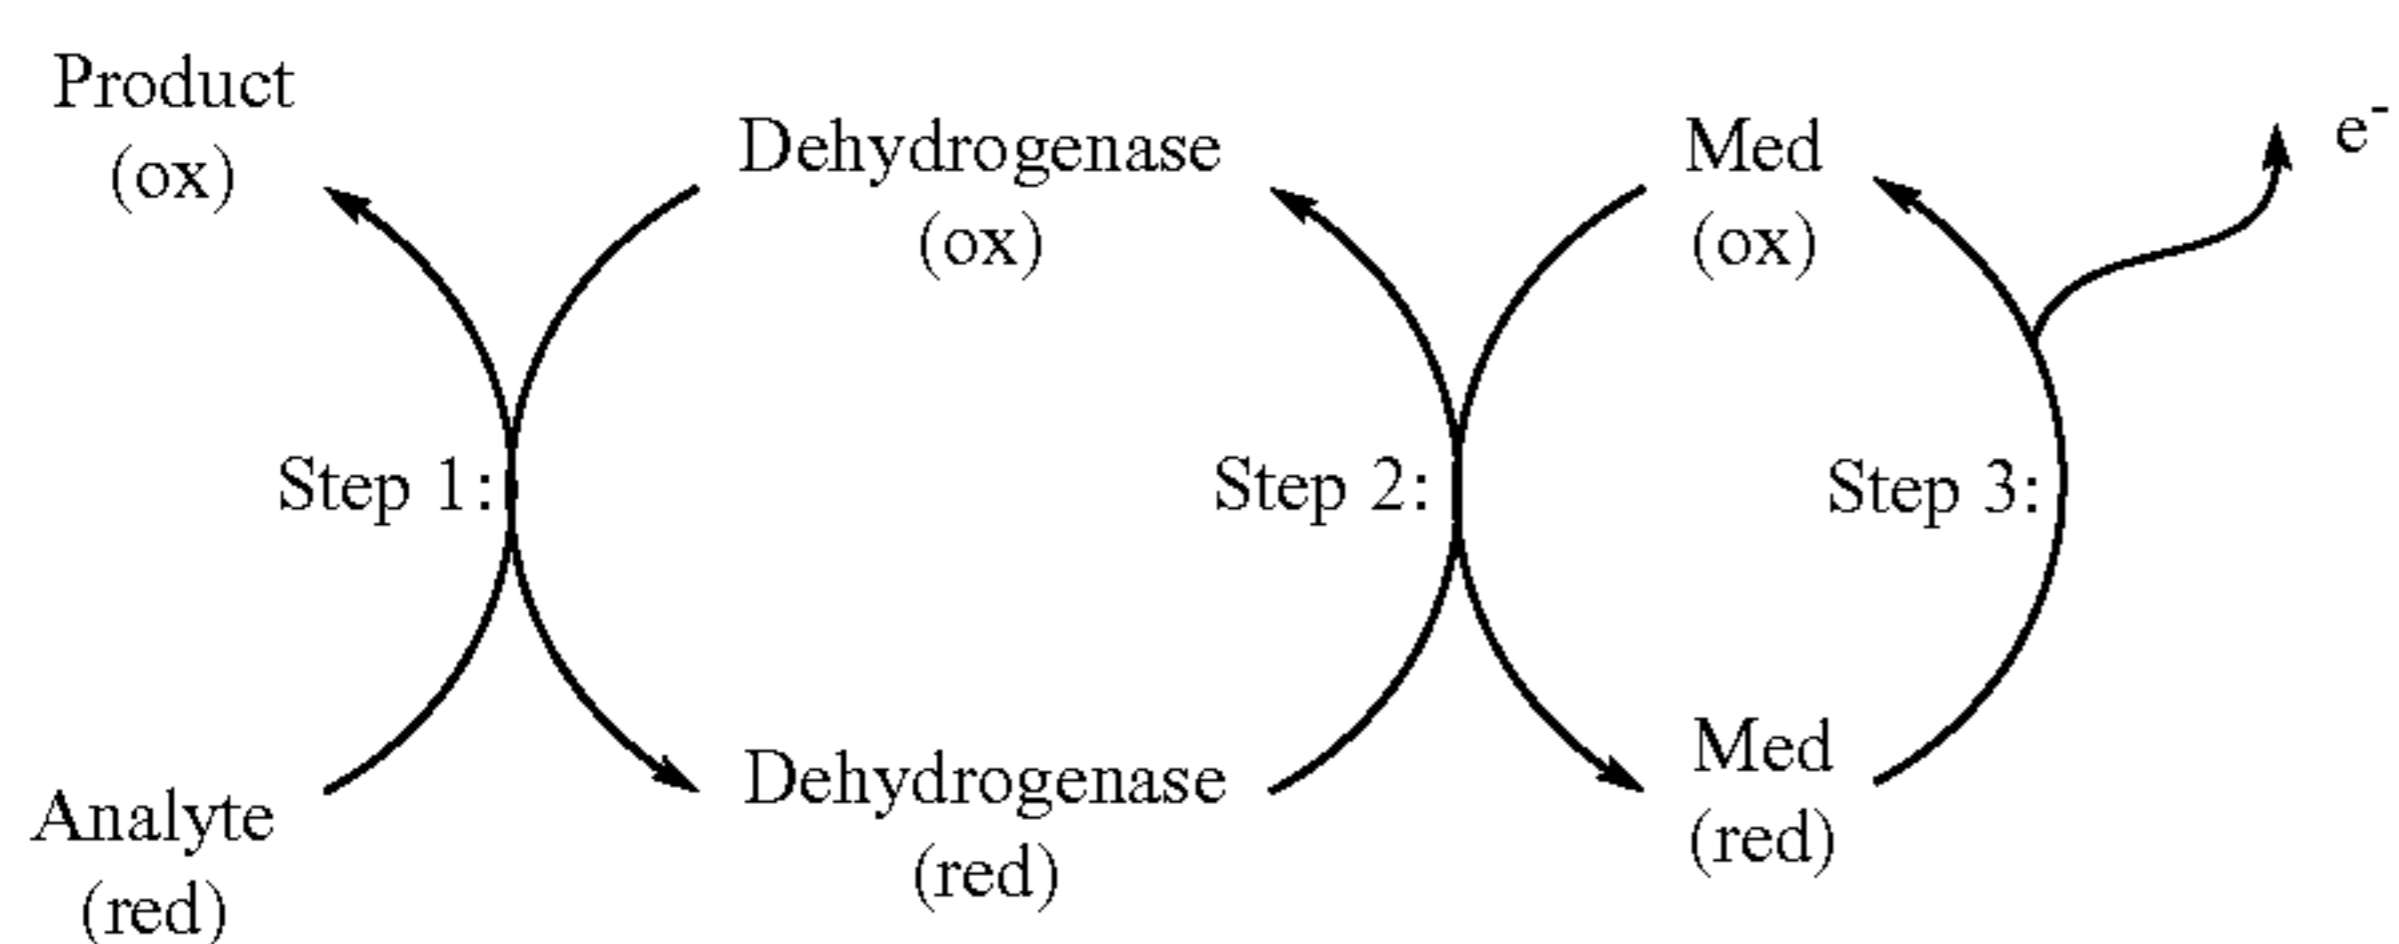 Product
(ox)
Dehydrogenase
(ox)
Med
(ox)
e-
Step 1:
Step 2:
Step 3:
Analyte
(red)
Dehydrogenase
(red)
Med
(red)